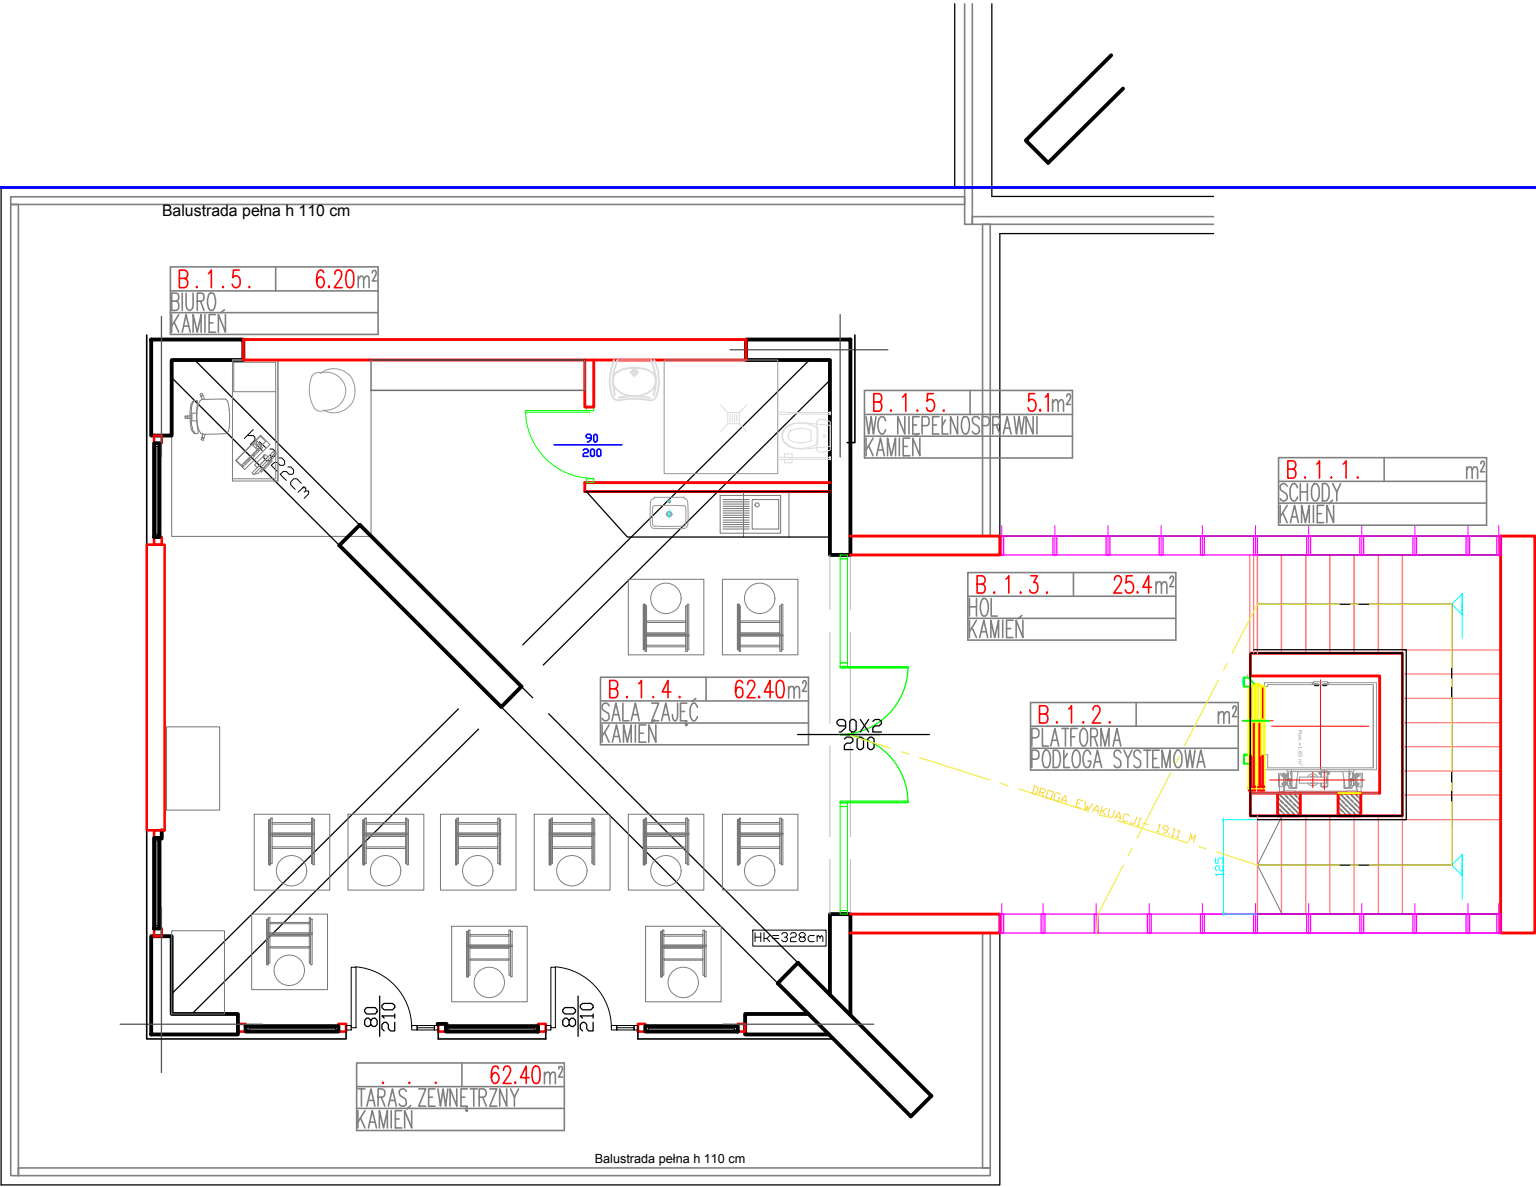 Balustrada pełna h 110 cm
B.1.5. 6.20m²
BIURO
KAMIEŃ
B.1.5. 5.1m²
WC NIEPEŁNOSPRAWNI
KAMIEŃ
90
200
B.1.1. m²
SCHODY
KAMIEŃ
B.1.3. 25.4m²
HOL
KAMIEŃ
B.1.4. 62.40m²
SALA ZAJĘĆ
KAMIEŃ
90X2
200
B.1.2. m²
PLATFORMA
PODŁOGA SYSTEMOWA
DROGA EWAKUACJI- 19.11 M
125
HK=328cm
80
210
80
210
. . . 62.40m²
TARAS ZEWNĘTRZNY
KAMIEŃ
Balustrada pełna h 110 cm